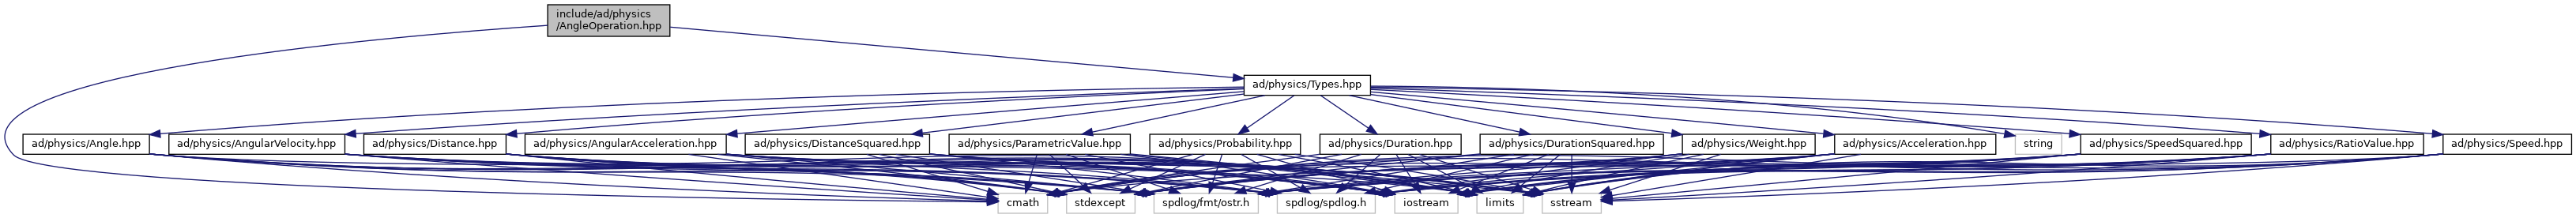 include/ad/physics
/AngleOperation.hpp
ad/physics/Types.hpp
ad/physics/Angle.hpp
ad/physics/AngularVelocity.hpp
ad/physics/Distance.hpp
ad/physics/AngularAcceleration.hpp
ad/physics/DistanceSquared.hpp
ad/physics/ParametricValue.hpp
ad/physics/Probability.hpp
ad/physics/Duration.hpp
ad/physics/DurationSquared.hpp
ad/physics/Weight.hpp
ad/physics/Acceleration.hpp
string
ad/physics/SpeedSquared.hpp
ad/physics/RatioValue.hpp
ad/physics/Speed.hpp
cmath
stdexcept
spdlog/fmt/ostr.h
spdlog/spdlog.h
iostream
limits
sstream